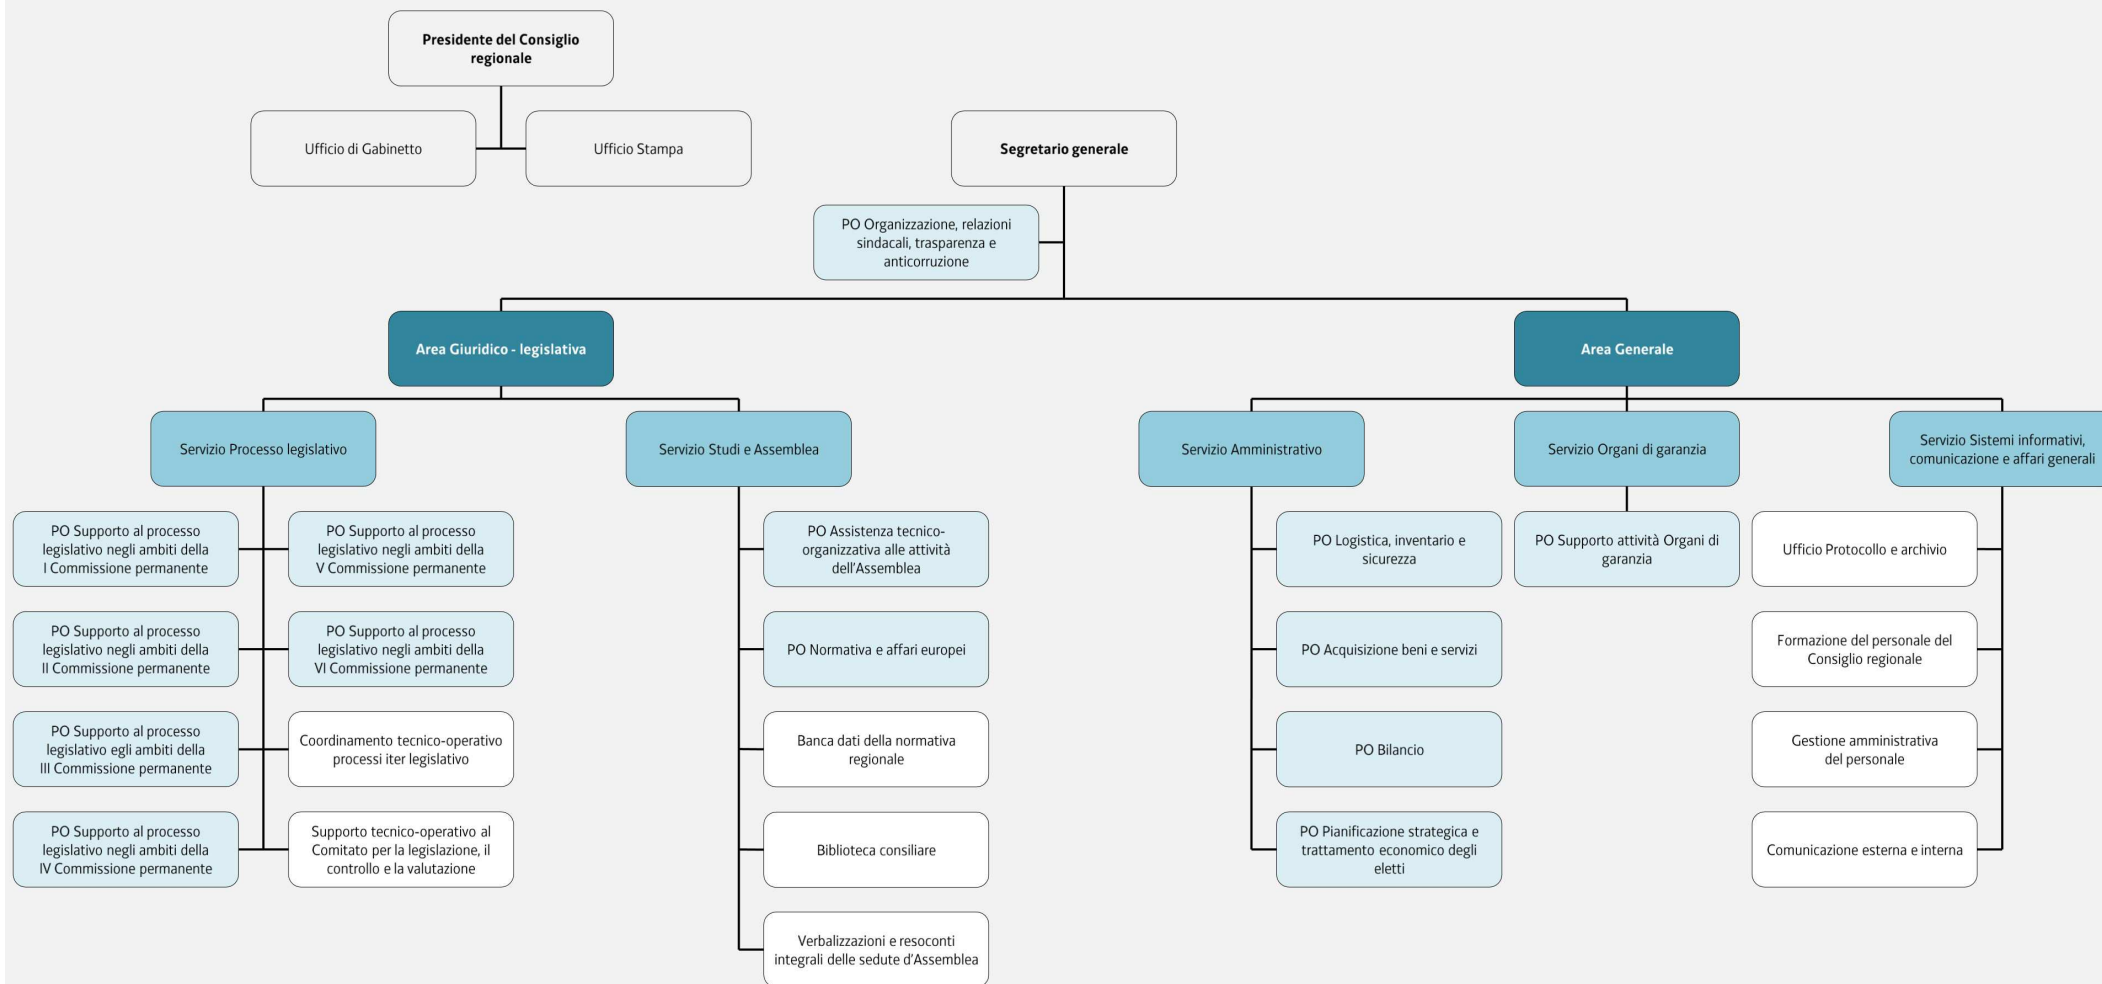 Presidente del Consiglio
regionale
Ufficio di Gabinetto
Ufficio Stampa
Segretario generale
PO Organizzazione, relazioni
sindacali, trasparenza e
anticorruzione
Area Giuridico - legislativa
Area Generale
Servizio Processo legislativo
Servizio Studi e Assemblea
Servizio Amministrativo
Servizio Organi di garanzia
Servizio Sistemi informativi,
comunicazione e affari generali
PO Supporto al processo
legislativo negli ambiti della
I Commissione permanente
PO Supporto al processo
legislativo negli ambiti della
V Commissione permanente
PO Assistenza tecnico-
organizzativa alle attività
dell'Assemblea
PO Logistica, inventario e
sicurezza
PO Supporto attività Organi di
garanzia
Ufficio Protocollo e archivio
PO Supporto al processo
legislativo negli ambiti della
II Commissione permanente
PO Supporto al processo
legislativo negli ambiti della
VI Commissione permanente
PO Normativa e affari europei
PO Acquisizione beni e servizi
Formazione del personale del
Consiglio regionale
PO Supporto al processo
legislativo egli ambiti della
III Commissione permanente
Coordinamento tecnico-operativo
processi iter legislativo
Banca dati della normativa
regionale
PO Bilancio
Gestione amministrativa
del personale
PO Supporto al processo
legislativo negli ambiti della
IV Commissione permanente
Supporto tecnico-operativo al
Comitato per la legislazione, il
controllo e la valutazione
Biblioteca consiliare
PO Pianificazione strategica e
trattamento economico degli
eletti
Comunicazione esterna e interna
Verbalizzazioni e resoconti
integrali delle sedute d'Assemblea